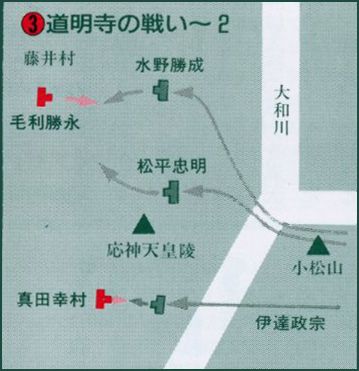 ❸道明寺の戦い〜2
藤井村
水野勝成
大和川
毛利勝永
松平忠明
応神天皇陵
小松山
真田幸村
伊達政宗